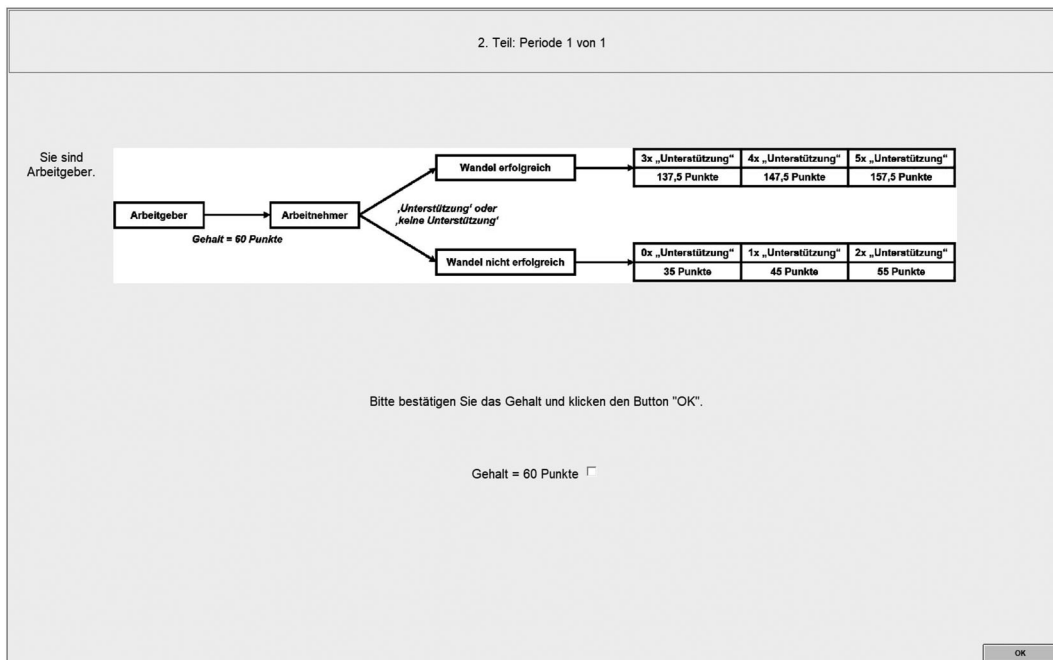 2. Teil: Periode 1 von 1
Sie sind
Arbeitgeber.
Arbeitgeber
Gehalt = 60 Punkte
Arbeitnehmer
‚Unterstützung‘ oder
‚keine Unterstützung‘
Wandel erfolgreich
3x „Unterstützung“ 4x „Unterstützung“ 5x „Unterstützung“
137,5 Punkte 147,5 Punkte 157,5 Punkte
Wandel nicht erfolgreich
0x „Unterstützung“ 1x „Unterstützung“ 2x „Unterstützung“
35 Punkte 45 Punkte 55 Punkte
Bitte bestätigen Sie das Gehalt und klicken den Button "OK".
Gehalt = 60 Punkte
OK